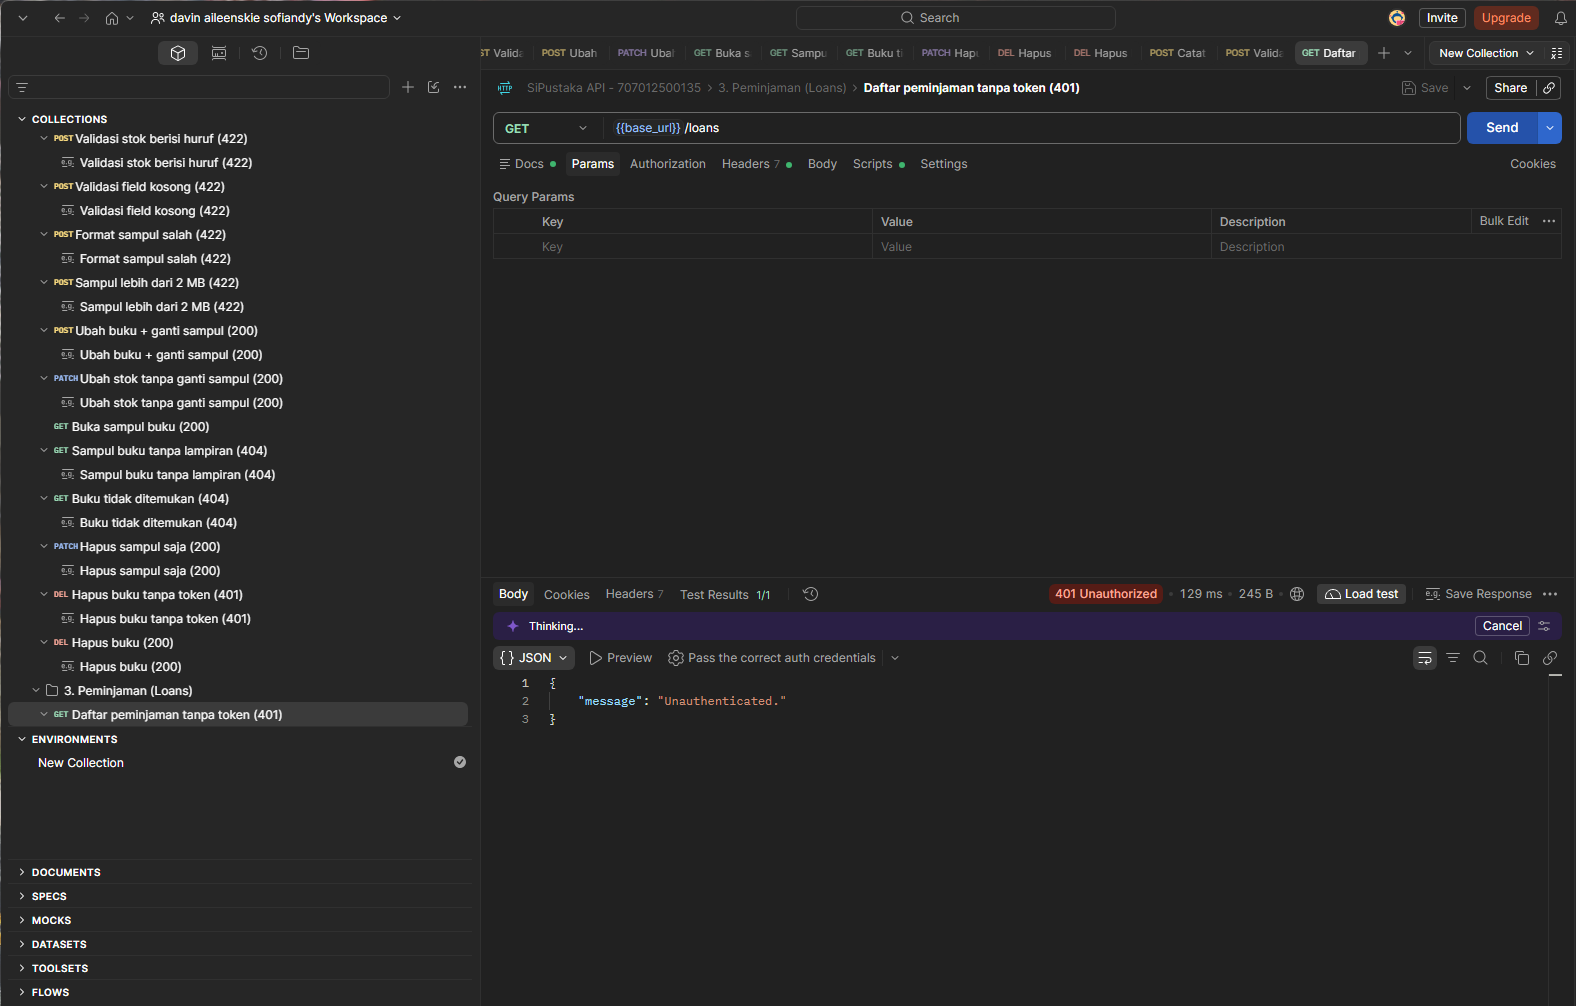 davin aileenskie sofiandy's Workspace
Search
Invite
Upgrade
ST Valida
POST Ubah
PATCH Ubal
GET Buka s
GET Sampu
GET Buku ti
PATCH Hapu
DEL Hapus
DEL Hapus
POST Catat
POST Valida
GET Daftar
New Collection
COLLECTIONS
POST Validasi stok berisi huruf (422)
e.g. Validasi stok berisi huruf (422)
POST Validasi field kosong (422)
e.g. Validasi field kosong (422)
POST Format sampul salah (422)
e.g. Format sampul salah (422)
POST Sampul lebih dari 2 MB (422)
e.g. Sampul lebih dari 2 MB (422)
POST Ubah buku + ganti sampul (200)
e.g. Ubah buku + ganti sampul (200)
PATCH Ubah stok tanpa ganti sampul (200)
e.g. Ubah stok tanpa ganti sampul (200)
GET Buka sampul buku (200)
GET Sampul buku tanpa lampiran (404)
e.g. Sampul buku tanpa lampiran (404)
GET Buku tidak ditemukan (404)
e.g. Buku tidak ditemukan (404)
PATCH Hapus sampul saja (200)
e.g. Hapus sampul saja (200)
DEL Hapus buku tanpa token (401)
e.g. Hapus buku tanpa token (401)
DEL Hapus buku (200)
e.g. Hapus buku (200)
3. Peminjaman (Loans)
GET Daftar peminjaman tanpa token (401)
ENVIRONMENTS
New Collection
DOCUMENTS
SPECS
MOCKS
DATASETS
TOOLSETS
FLOWS
HTTP SiPustaka API - 707012500135 > 3. Peminjaman (Loans) > Daftar peminjaman tanpa token (401)
Save
Share
GET {{base_url}} /loans
Send
Docs Params Authorization Headers 7 Body Scripts Settings
Cookies
Query Params
Key Value Description Bulk Edit
Key Value Description
Body Cookies Headers 7 Test Results 1/1
401 Unauthorized 129 ms 245 B Load test e.g. Save Response
Thinking...
Cancel
{} JSON Preview Pass the correct auth credentials
1 {
2 "message": "Unauthenticated."
3 }